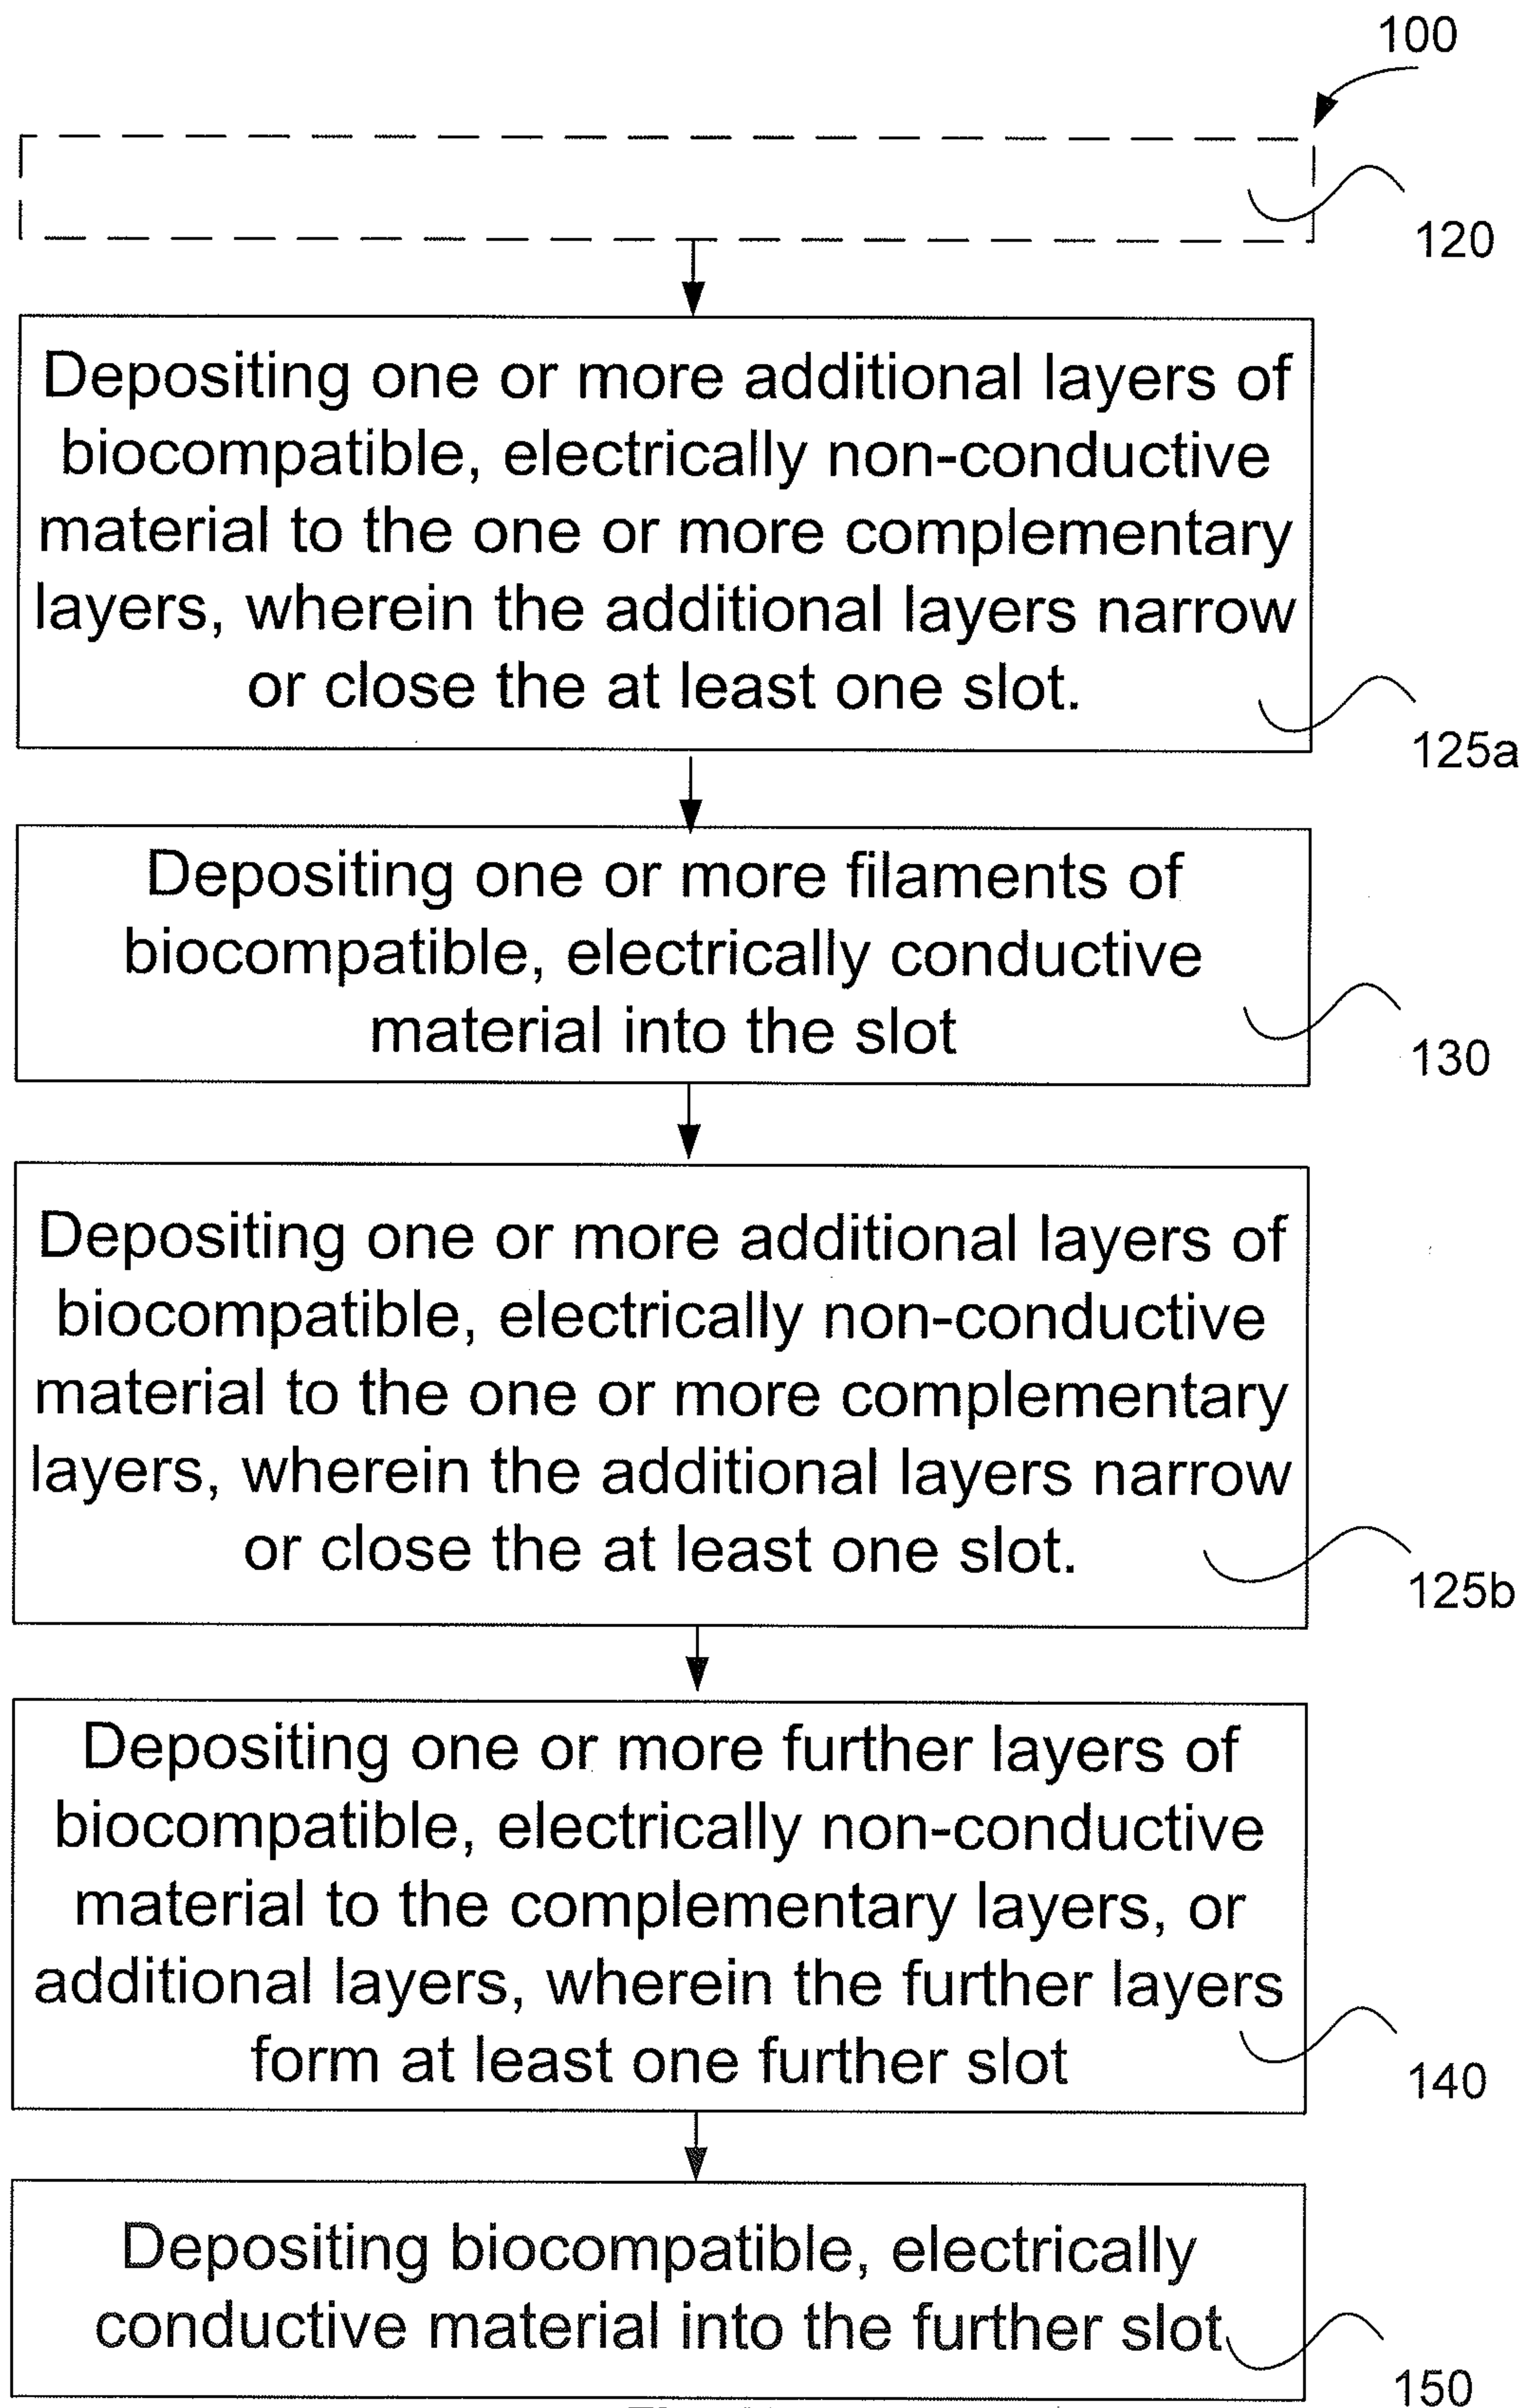 100
120
Depositing one or more additional layers of
biocompatible, electrically non-conductive
material to the one or more complementary
layers, wherein the additional layers narrow
or close the at least one slot.
125a
Depositing one or more filaments of
biocompatible, electrically conductive
material into the slot
130
Depositing one or more additional layers of
biocompatible, electrically non-conductive
material to the one or more complementary
layers, wherein the additional layers narrow
or close the at least one slot.
125b
Depositing one or more further layers of
biocompatible, electrically non-conductive
material to the complementary layers, or
additional layers, wherein the further layers
form at least one further slot
140
Depositing biocompatible, electrically
conductive material into the further slot
150